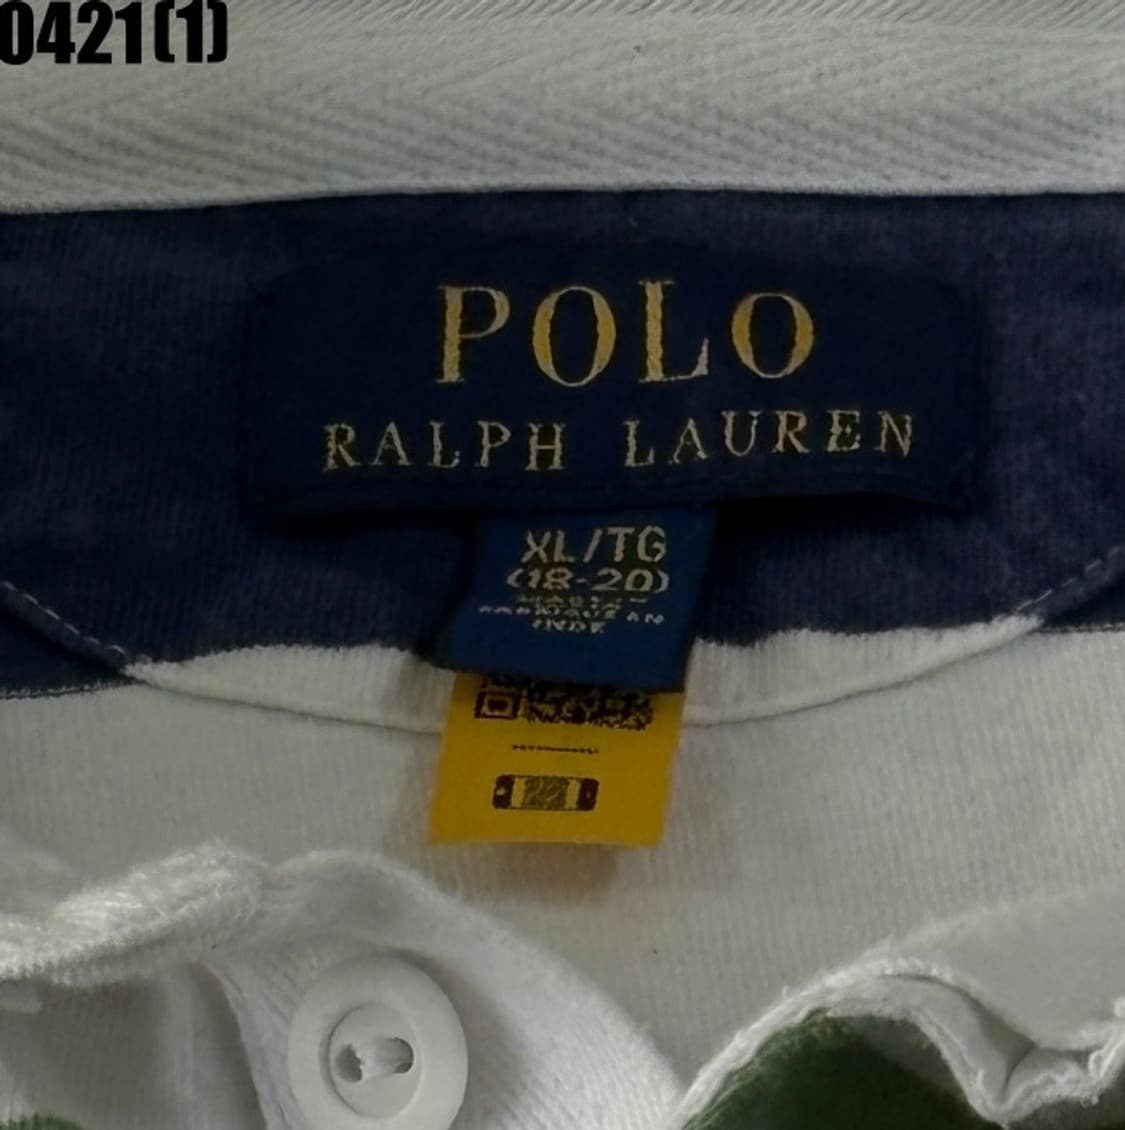 0421(1)
POLO
RALPH LAUREN
XL/TG
(18-20)